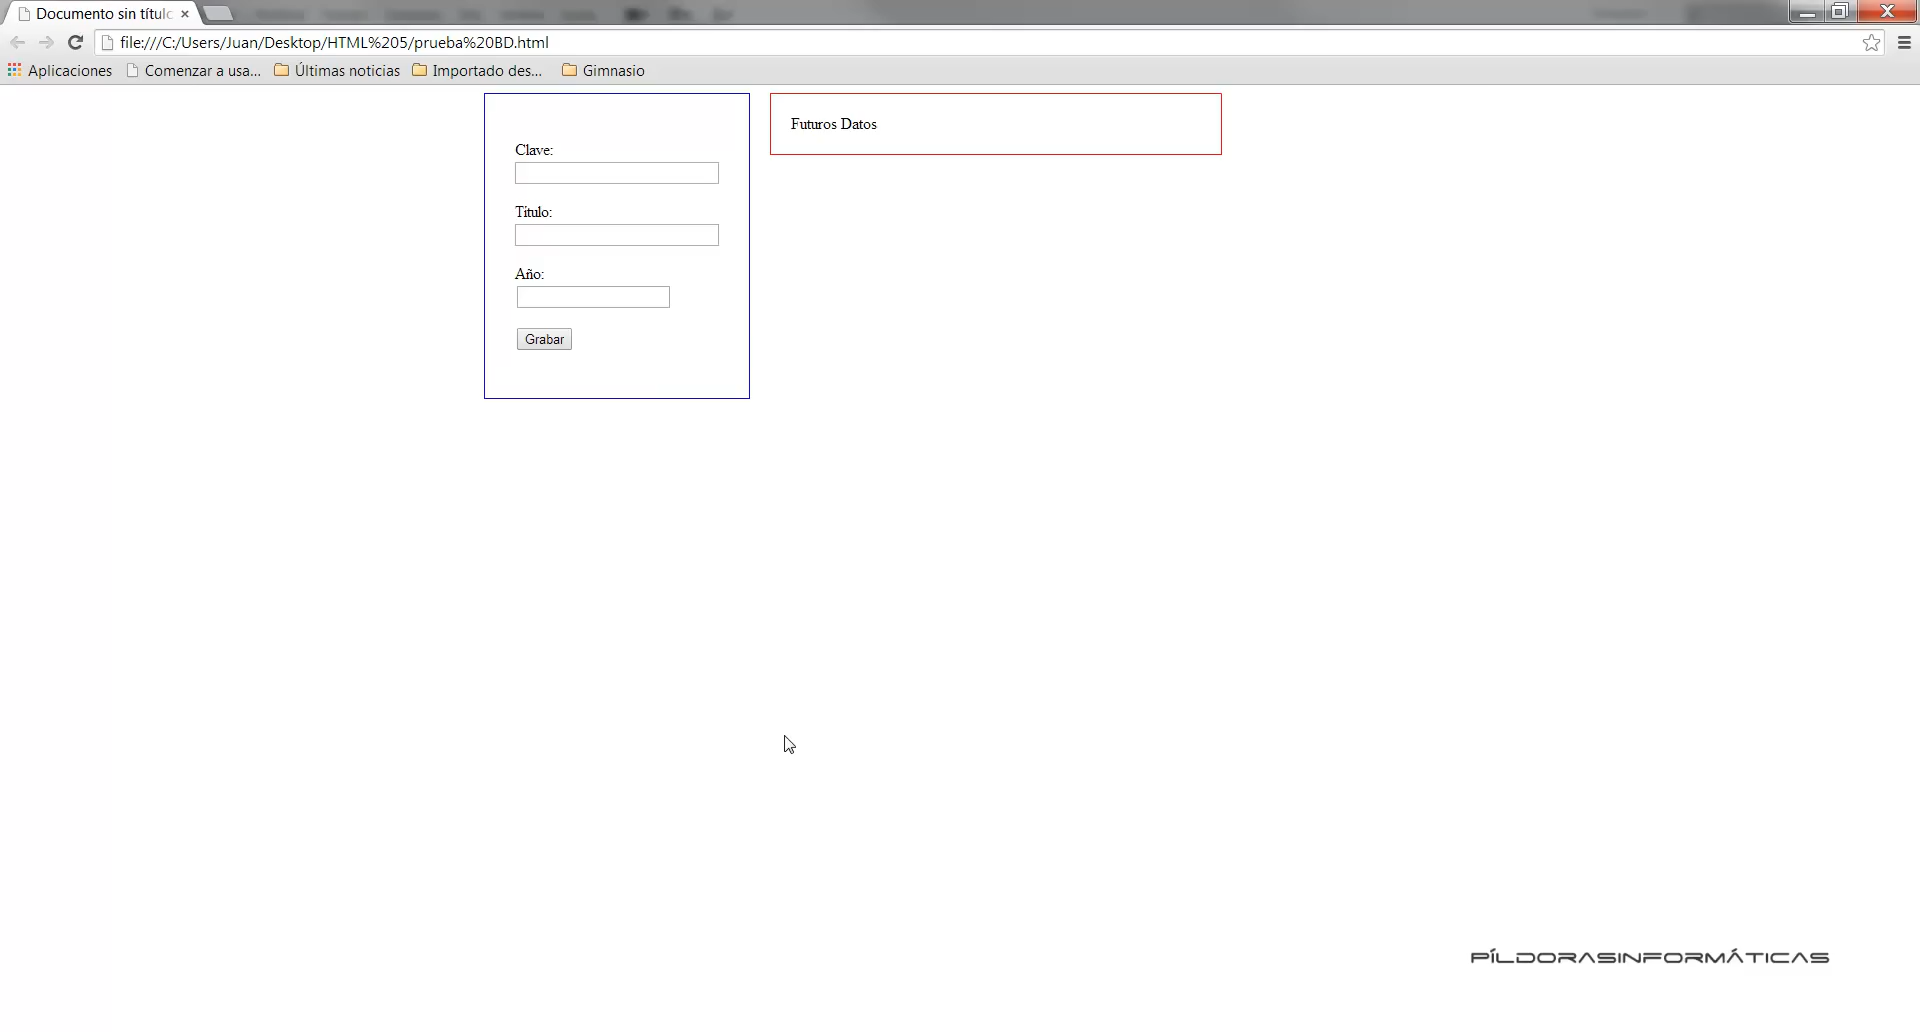 Documento sin títulc
file:///C:/Users/Juan/Desktop/HTML%205/prueba%20BD.html
Aplicaciones Comenzar a usa... Últimas noticias Importado des... Gimnasio
Clave:
Título:
Año:
Grabar
Futuros Datos
PÍLDORASINFORMÁTICAS